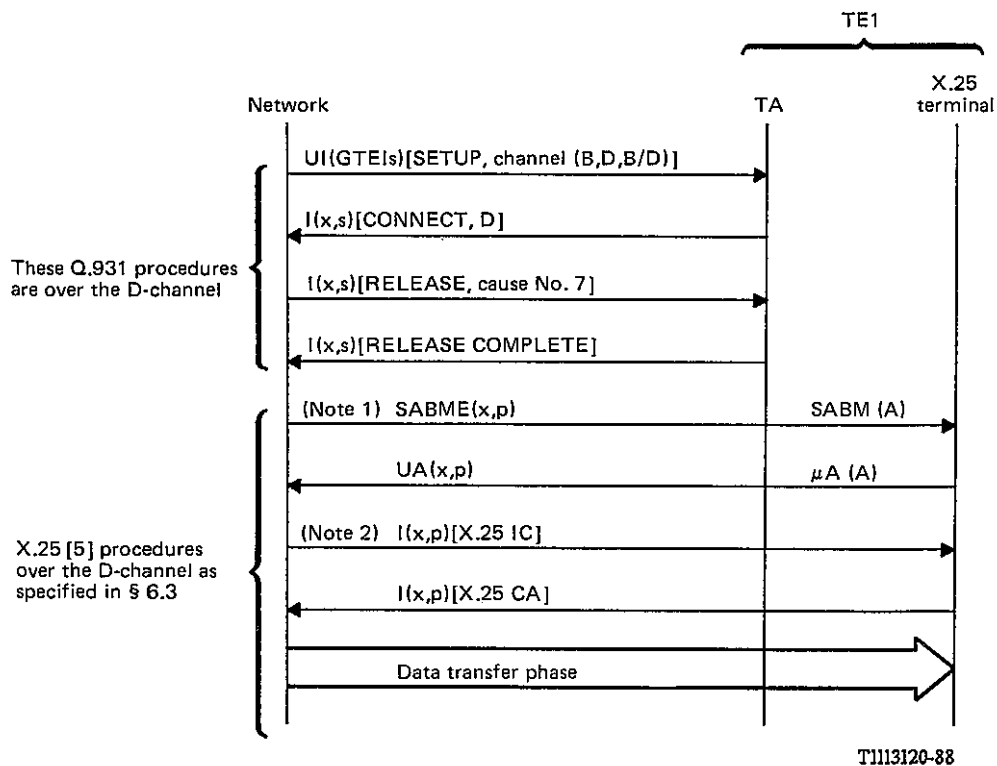 TE1
X.25
terminal
Network
TA
UI(GTEIs)[SETUP, channel (B,D,B/D)]
I(x,s)[CONNECT, D]
These Q.931 procedures
are over the D-channel
I(x,s)[RELEASE, cause No. 7]
I(x,s)[RELEASE COMPLETE]
(Note 1) SABME(x,p)
SABM (A)
UA(x,p)
μA (A)
(Note 2) I(x,p)[X.25 IC]
X.25 [5] procedures
over the D-channel as
specified in § 6.3
I(x,p)[X.25 CA]
Data transfer phase
T1113120-88